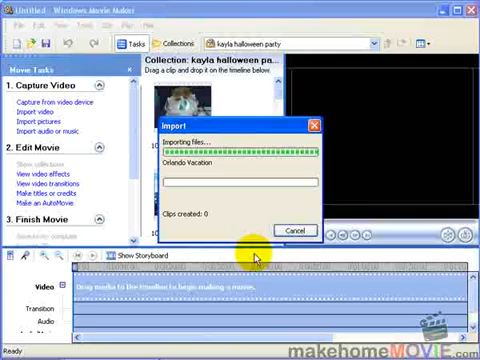 Untitled - Windows Movie Maker
File Edit View Tools Clip Play Help
Tasks
Collections
kayla halloween party
Movie Tasks
1. Capture Video
Capture from video device
Import video
Import pictures
Import audio or music
2. Edit Movie
Show collections
View video effects
View video transitions
Make titles or credits
Make an AutoMovie
3. Finish Movie
Save to my computer
Collection: kayla halloween pa...
Drag a clip and drop it on the timeline below.
Import
Importing files...
Orlando Vacation
Clips created: 0
Cancel
Show Storyboard
Video
Drag media to the timeline to begin making a movie.
Transition
Audio
Ready
makehomeMOVIE.com